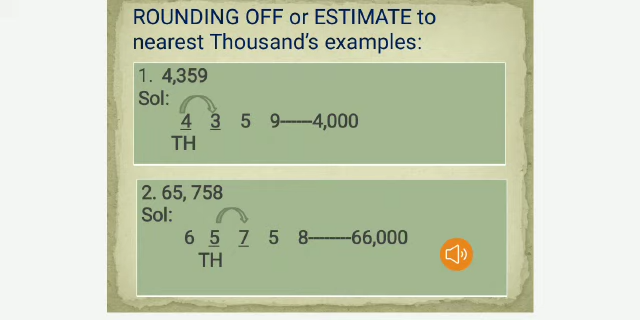 ROUNDING OFF or ESTIMATE to
nearest Thousand's examples:
1. 4,359
Sol:
4 3 5 9------4,000
TH
2. 65, 758
Sol:
6 5 7 5 8--------66,000
TH